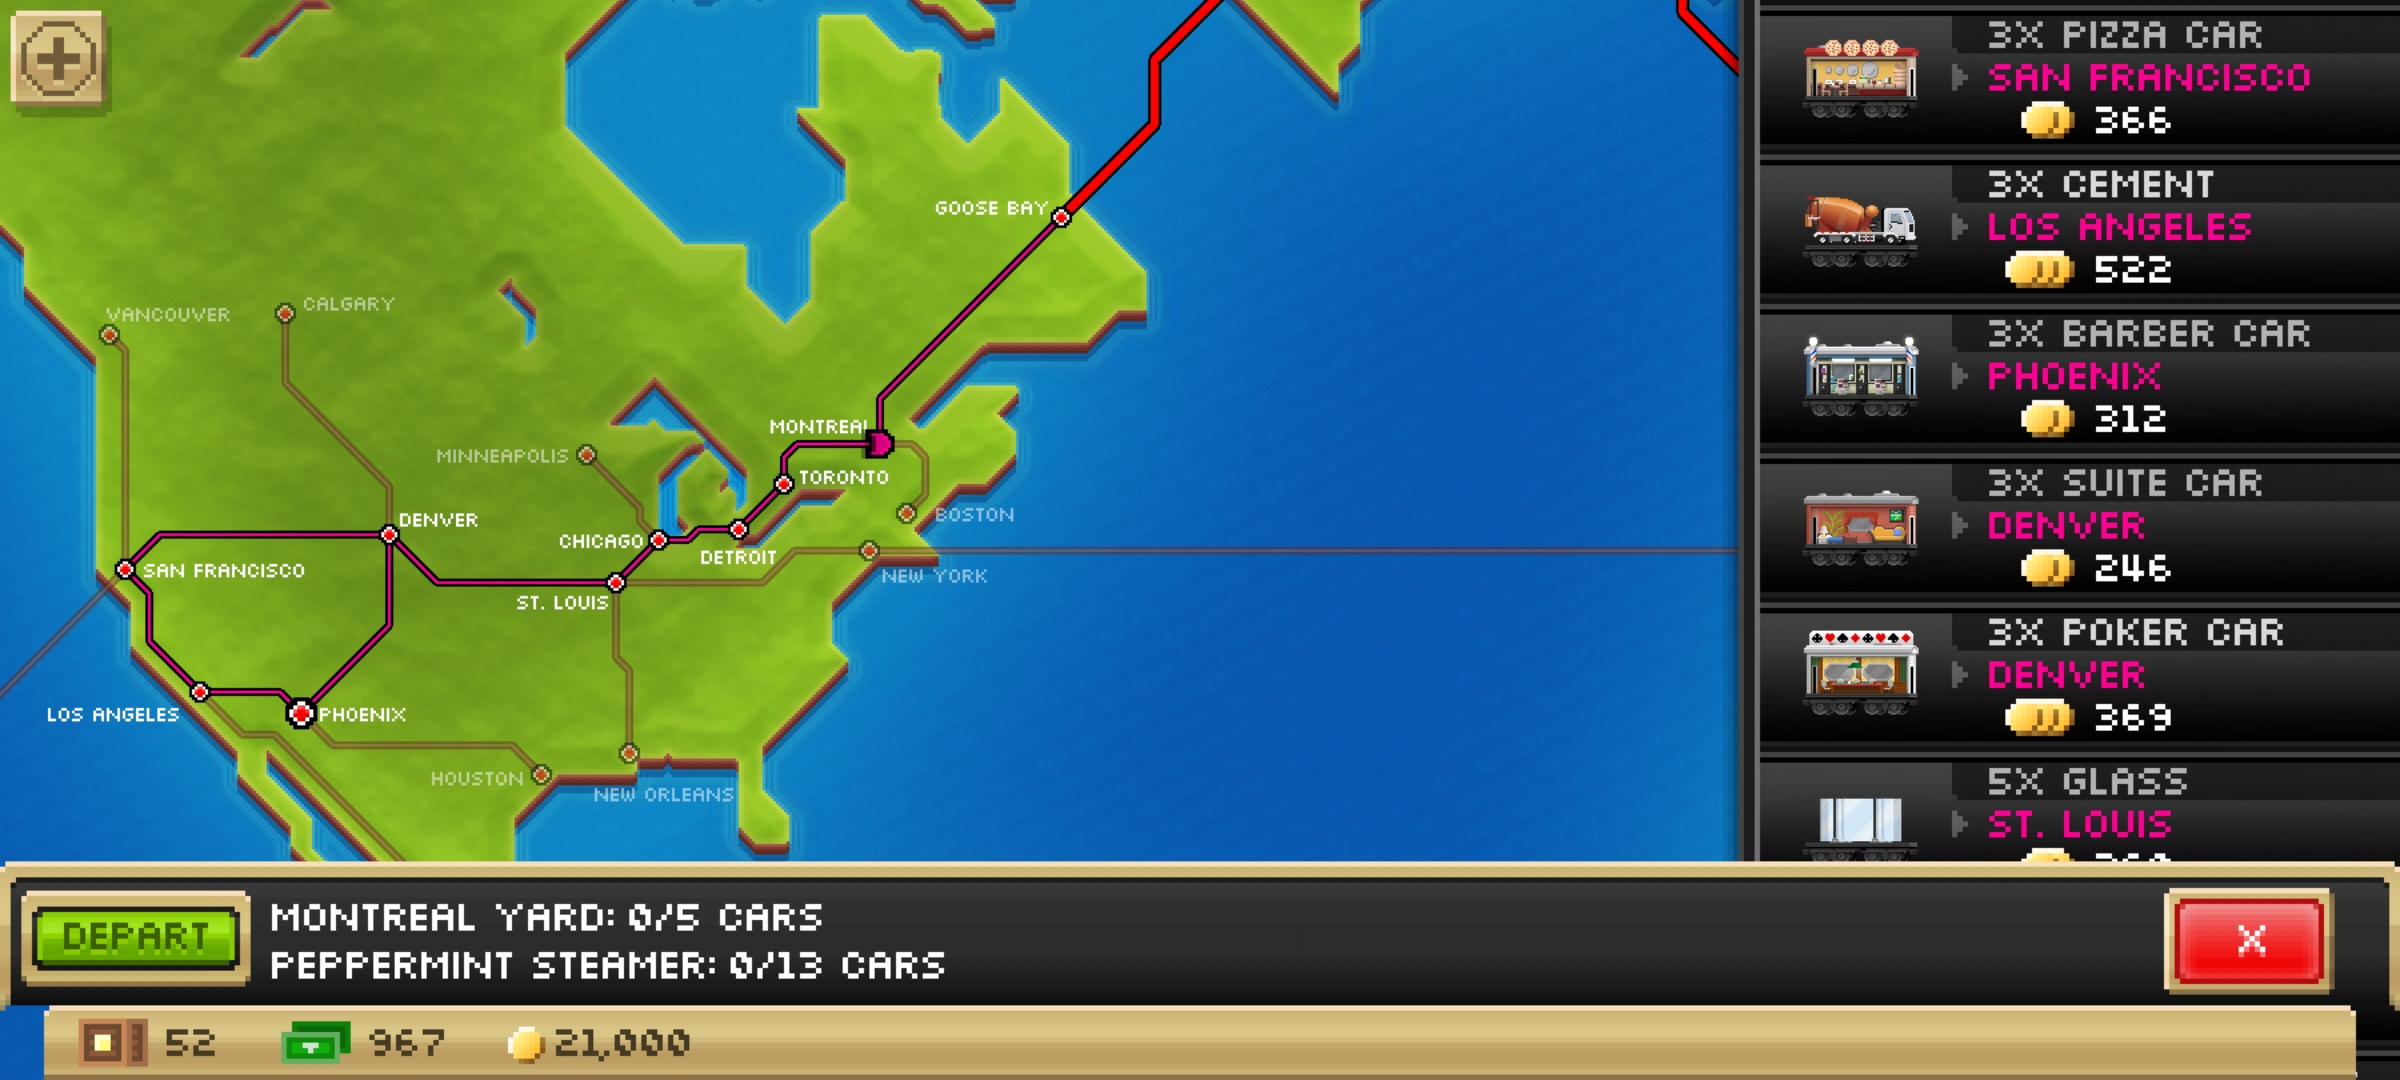 GOOSE BAY
VANCOUVER
CALGARY
MONTREAL
MINNEAPOLIS
TORONTO
DENVER
BOSTON
CHICAGO
DETROIT
SAN FRANCISCO
NEW YORK
ST. LOUIS
LOS ANGELES
PHOENIX
HOUSTON
NEW ORLEANS
3X PIZZA CAR
SAN FRANCISCO
366
3X CEMENT
LOS ANGELES
522
3X BARBER CAR
PHOENIX
312
3X SUITE CAR
DENVER
246
3X POKER CAR
DENVER
369
5X GLASS
ST. LOUIS
DEPART
MONTREAL YARD: 0/5 CARS
PEPPERMINT STEAMER: 0/13 CARS
X
52
967
21,000